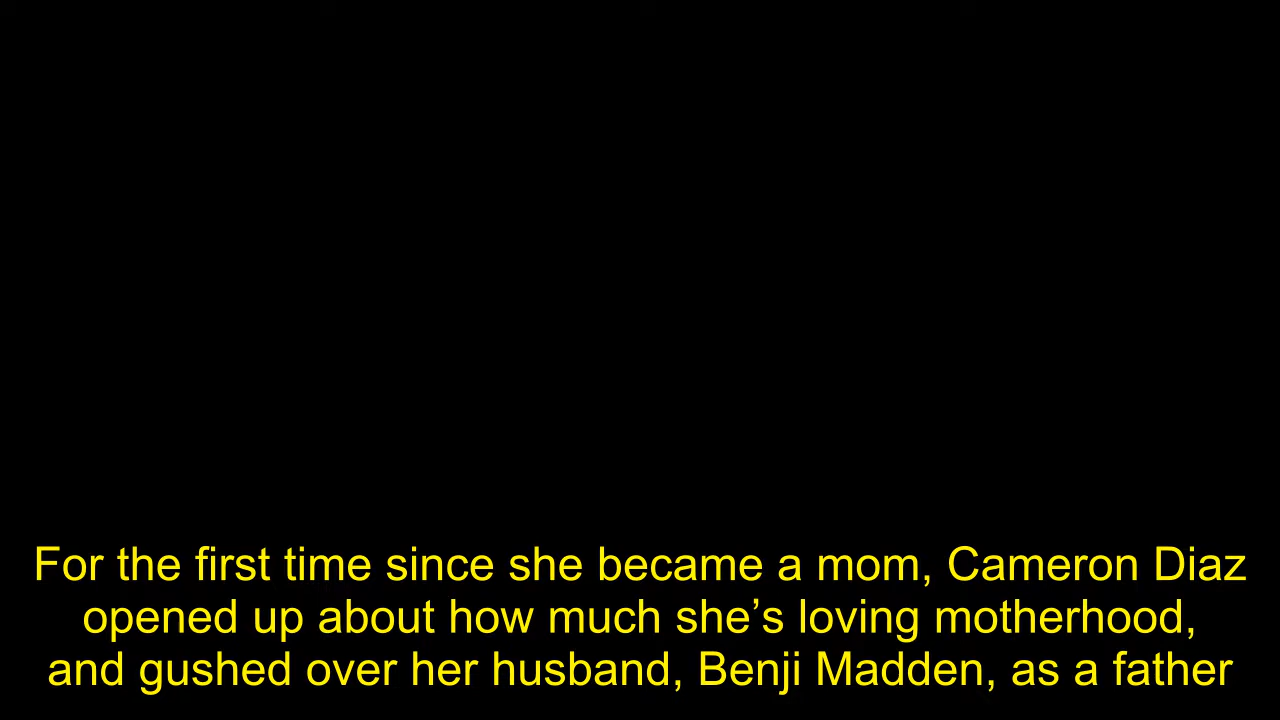 For the first time since she became a mom, Cameron Diaz
opened up about how much she’s loving motherhood,
and gushed over her husband, Benji Madden, as a father